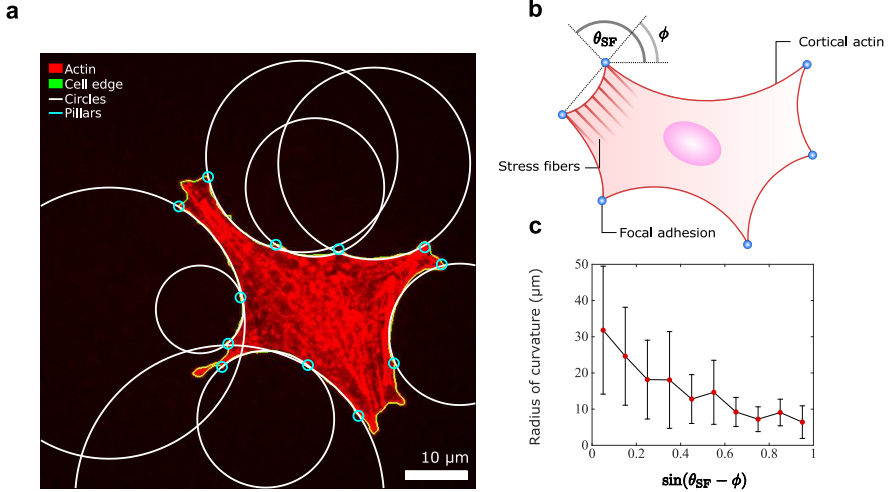 a
Actin
Cell edge
Circles
Pillars
10 μm
b
θSF
ϕ
Cortical actin
Stress fibers
Focal adhesion
c
Radius of curvature (μm)
50
40
30
20
10
0
0 0.2 0.4 0.6 0.8 1
sin(θSF − ϕ)